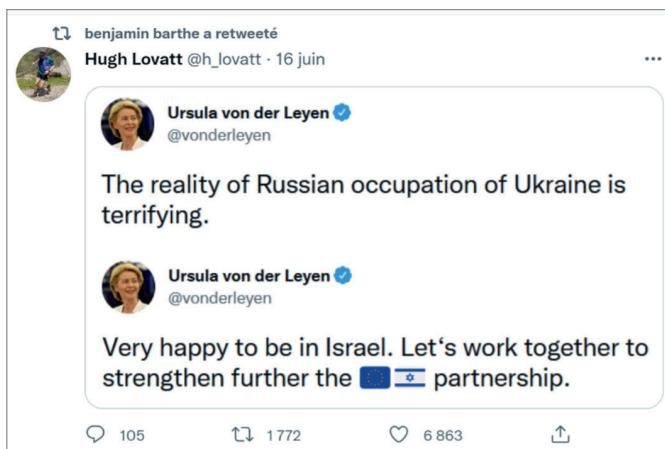 benjamin barthe a retweeté
Hugh Lovatt @h_lovatt · 16 juin
Ursula von der Leyen
@vonderleyen
The reality of Russian occupation of Ukraine is
terrifying.
Ursula von der Leyen
@vonderleyen
Very happy to be in Israel. Let‘s work together to
strengthen further the 🇪🇺🇮🇱 partnership.
105 1 772 6 863